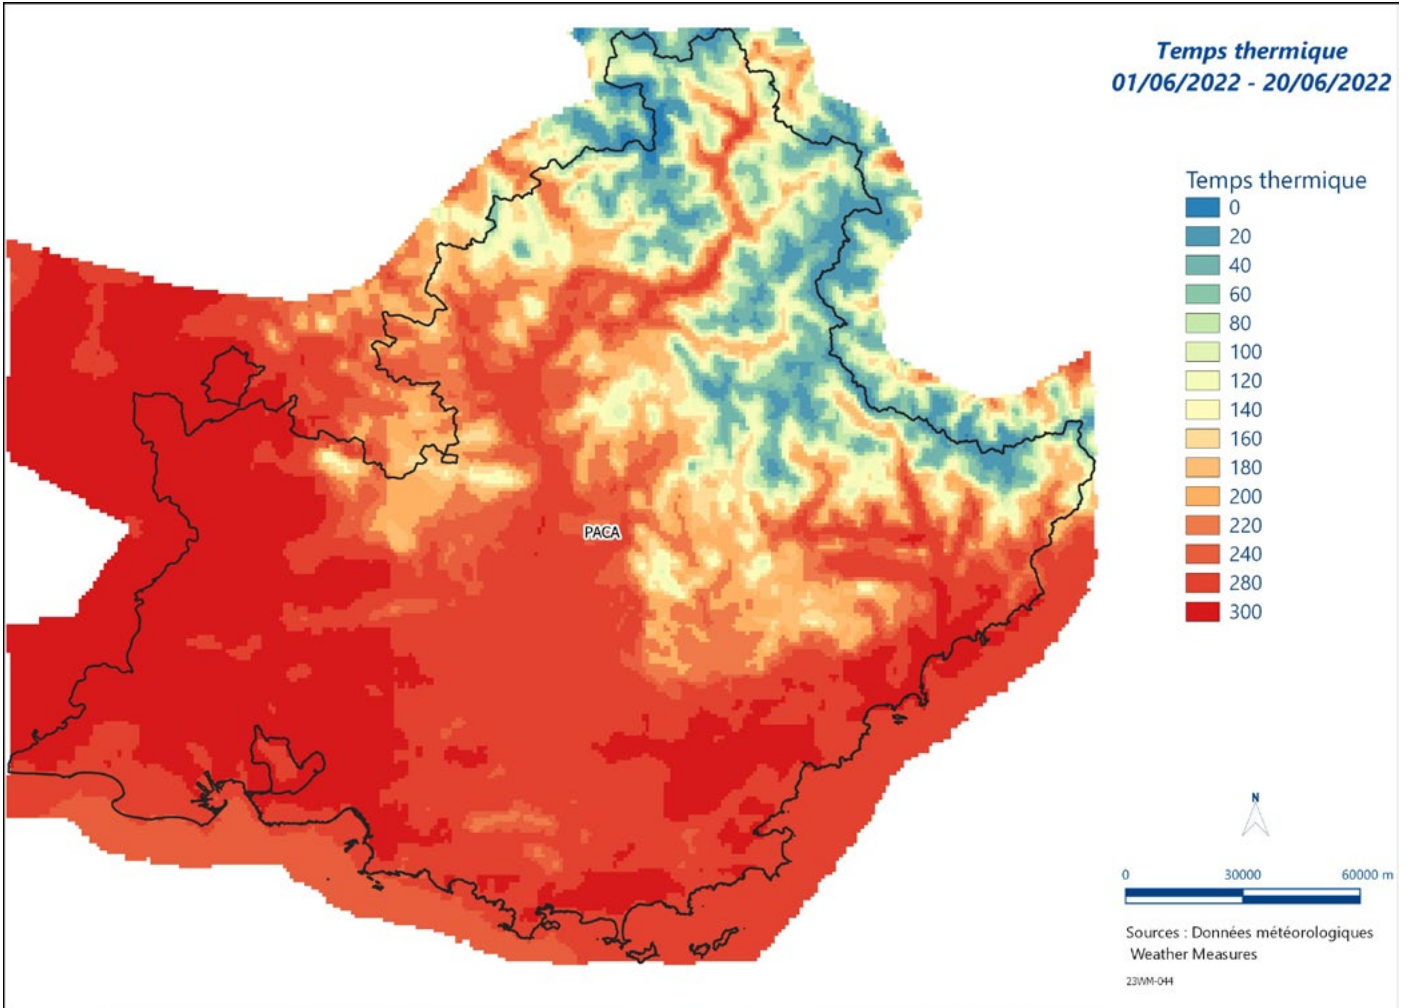 Temps thermique
01/06/2022 - 20/06/2022
Temps thermique
0
20
40
60
80
100
120
140
160
180
200
220
240
280
300
PACA
N
0 30000 60000 m
Sources : Données météorologiques
Weather Measures
23WM-044